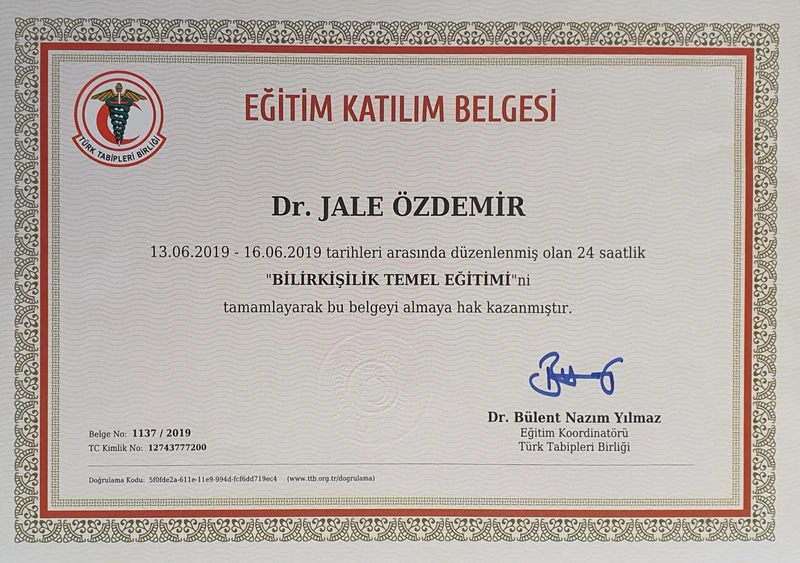 EĞİTİM KATILIM BELGESİ
TÜRK TABİPLERİ BİRLİĞİ
Dr. JALE ÖZDEMİR
13.06.2019 - 16.06.2019 tarihleri arasında düzenlenmiş olan 24 saatlik
"BİLİRKİŞİLİK TEMEL EĞİTİMİ"ni
tamamlayarak bu belgeyi almaya hak kazanmıştır.
Dr. Bülent Nazım Yılmaz
Eğitim Koordinatörü
Türk Tabipleri Birliği
Belge No: 1137 / 2019
TC Kimlik No: 12743777200
Doğrulama Kodu: 5f0fde2a-611e-11e9-994d-fcf6dd719ec4 (www.ttb.org.tr/dogrulama)